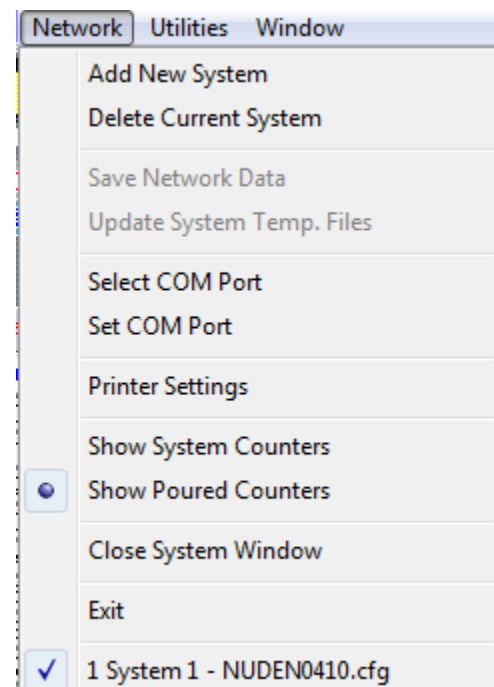 Network Utilities Window
Add New System
Delete Current System
Save Network Data
Update System Temp. Files
Select COM Port
Set COM Port
Printer Settings
Show System Counters
Show Poured Counters
Close System Window
Exit
1 System 1 - NUDEN0410.cfg